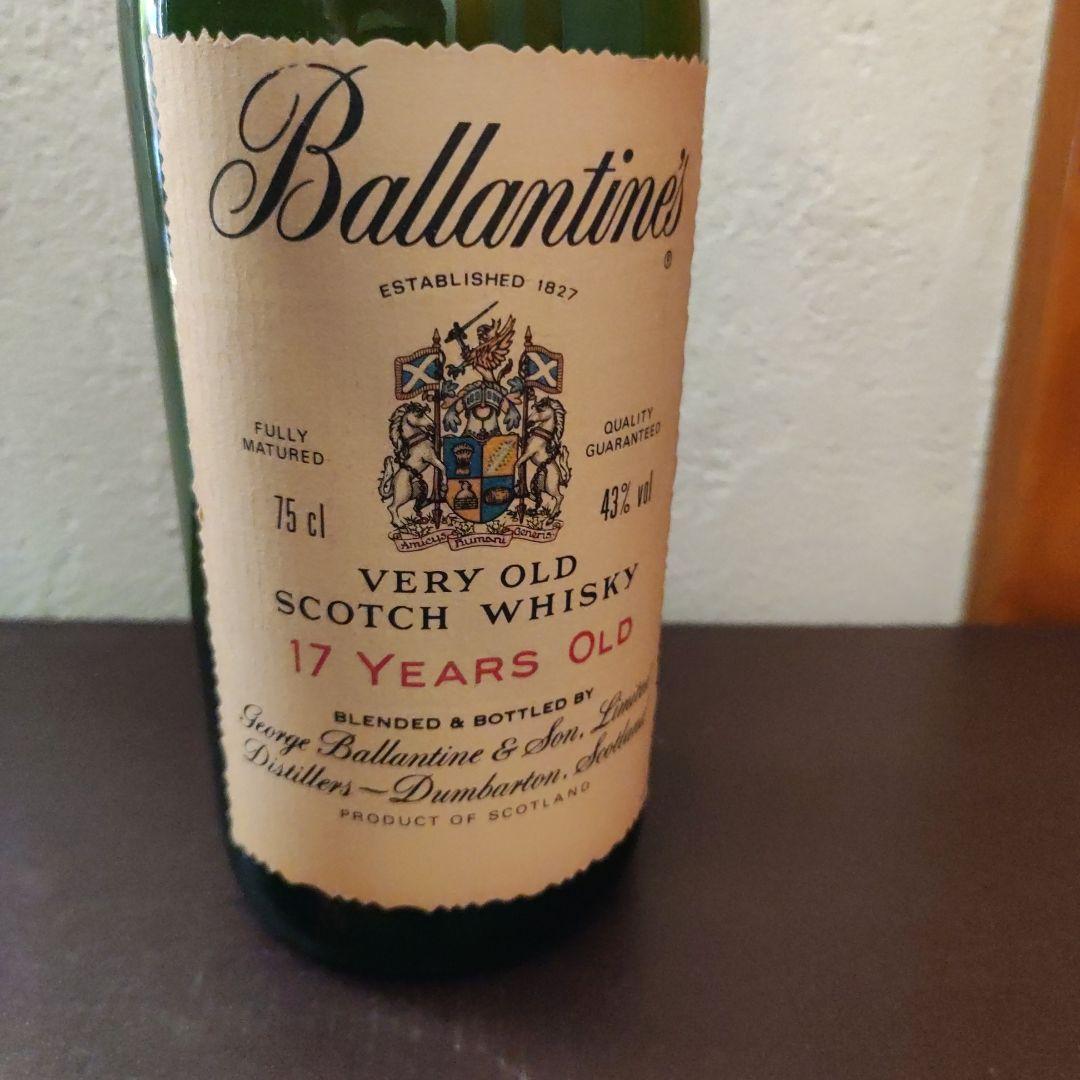 Ballantine's
®
ESTABLISHED 1827
FULLY MATURED
QUALITY GUARANTEED
75 cl
43% vol
Amicus Humani Generis
VERY OLD
SCOTCH WHISKY
17 YEARS OLD
BLENDED & BOTTLED BY
George Ballantine & Son, Limited
Distillers — Dumbarton, Scotland
PRODUCT OF SCOTLAND